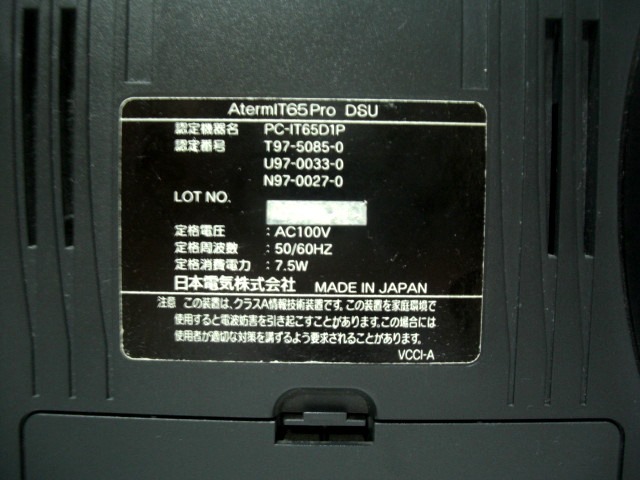 AtermIT65Pro DSU
認定機器名 PC-IT65D1P
認定番号 T97-5085-0
U97-0033-0
N97-0027-0
LOT NO.
定格電圧 : AC100V
定格周波数 : 50/60HZ
定格消費電力 : 7.5W
日本電気株式会社 MADE IN JAPAN
注意 この装置は、クラスA情報技術装置です。この装置を家庭環境で
使用すると電波妨害を引き起こすことがあります。この場合には
使用者が適切な対策を講ずるよう要求されることがあります。
VCCI-A